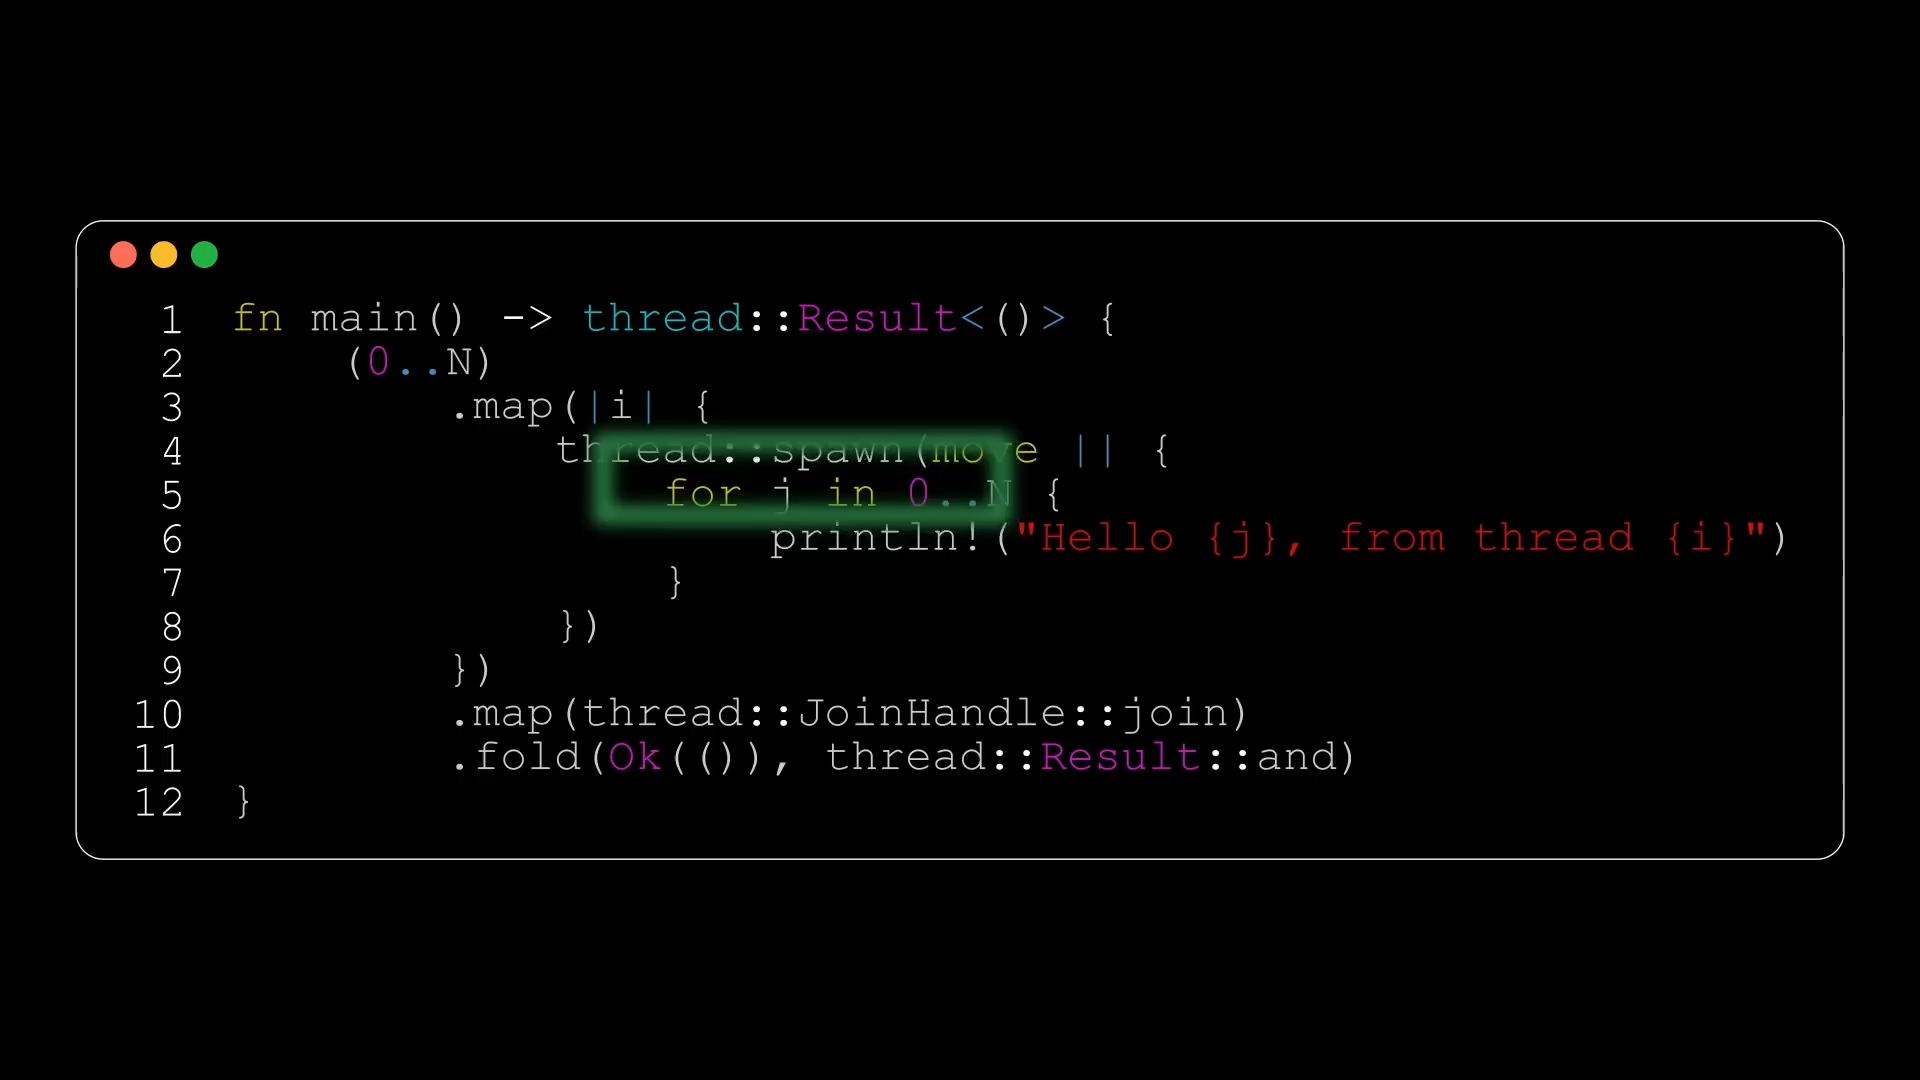 1 fn main() -> thread::Result<()> {
2 (0..N)
3 .map(|i| {
4 thread::spawn(move || {
5 for j in 0..N {
6 println!("Hello {j}, from thread {i}")
7 }
8 })
9 })
10 .map(thread::JoinHandle::join)
11 .fold(Ok(()), thread::Result::and)
12 }